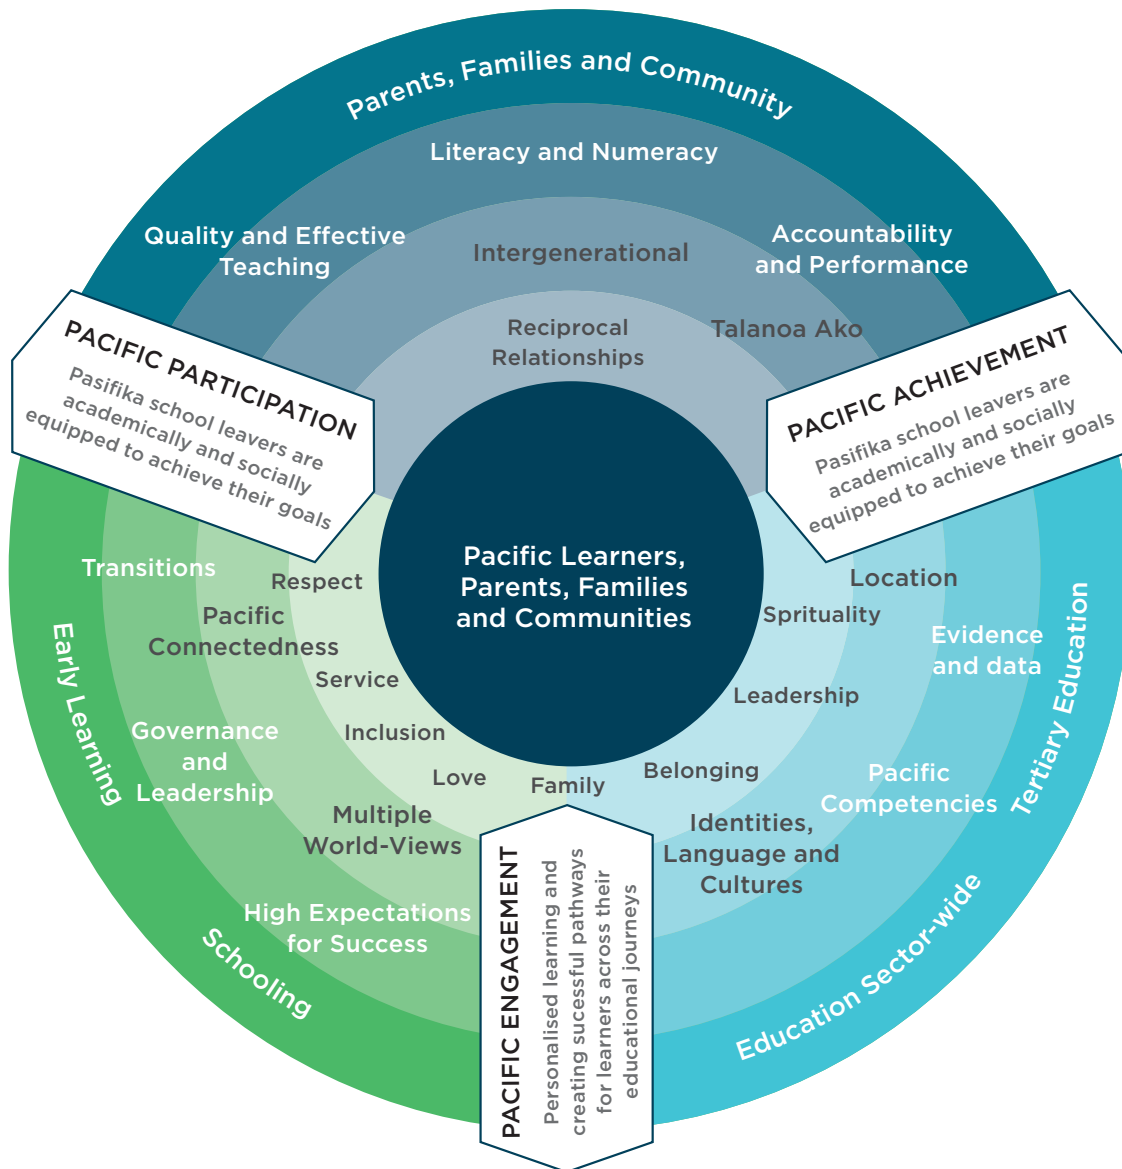 Parents, Families and Community
Literacy and Numeracy
Quality and Effective
Teaching
Accountability
and Performance
Intergenerational
Talanoa Ako
Reciprocal
Relationships
PACIFIC PARTICIPATION
Pasifika school leavers are
academically and socially
equipped to achieve their goals
PACIFIC ACHIEVEMENT
Pasifika school leavers are
academically and socially
equipped to achieve their goals
Pacific Learners,
Parents, Families
and Communities
Transitions
Respect
Pacific
Connectedness
Service
Inclusion
Love
Family
Governance
and
Leadership
Multiple
World-Views
High Expectations
for Success
Early Learning
Schooling
Location
Sprituality
Evidence
and data
Leadership
Belonging
Pacific
Competencies
Identities,
Language and
Cultures
Tertiary Education
Education Sector-wide
PACIFIC ENGAGEMENT
Personalised learning and
creating sucessful pathways
for learners across their
educational journeys